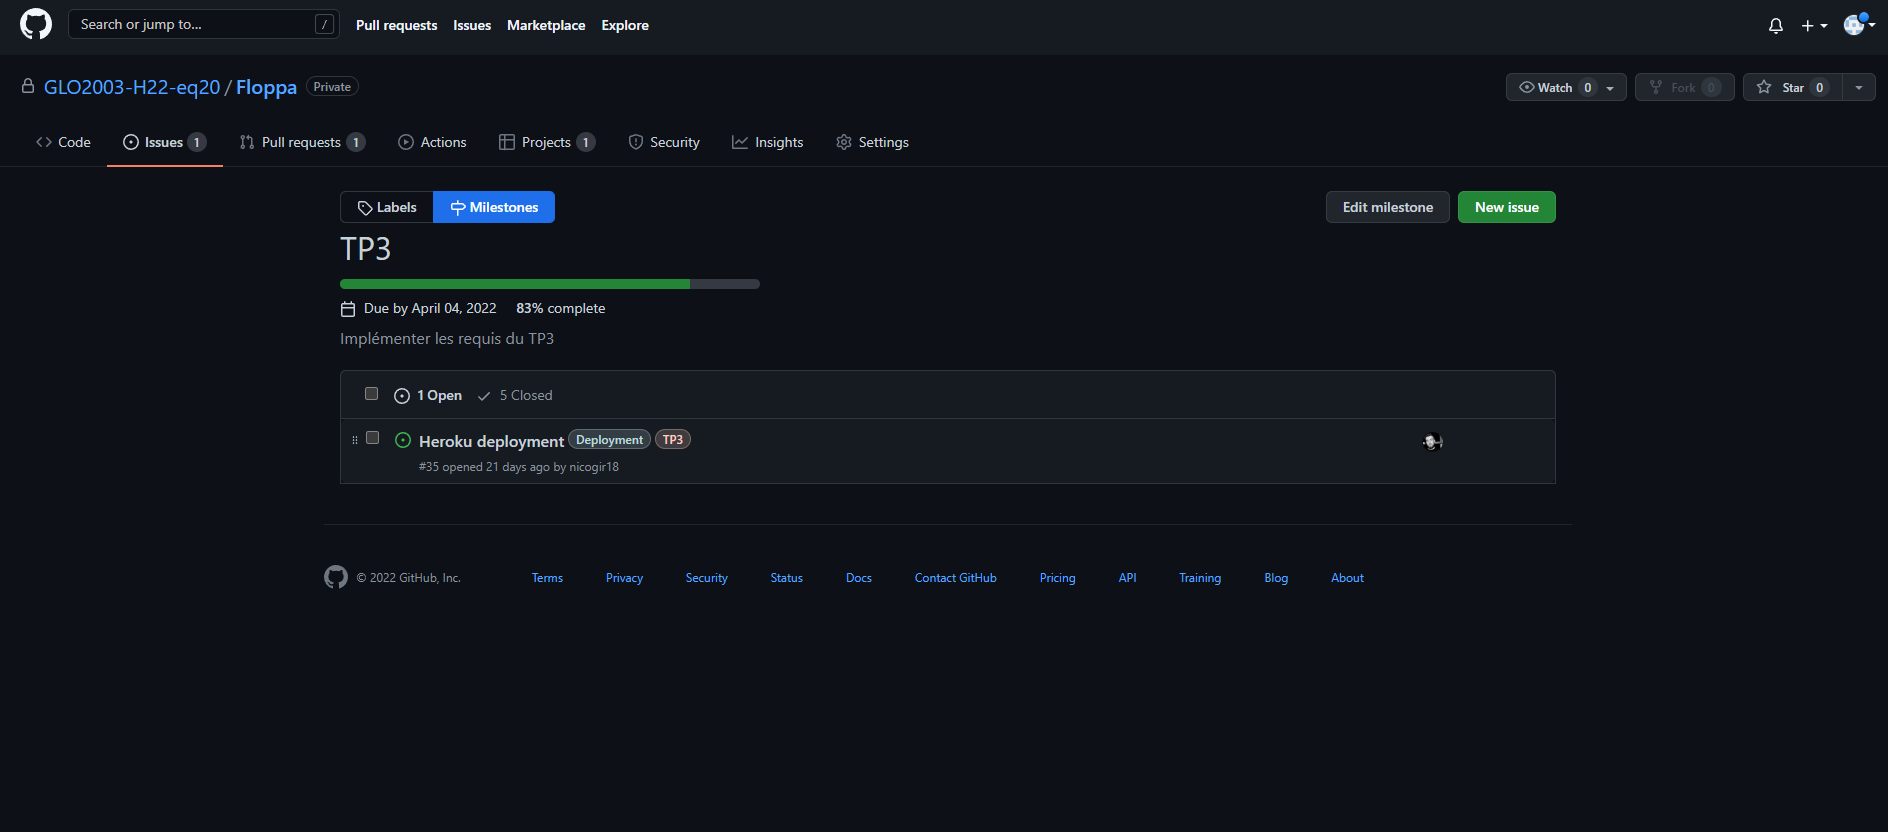 Search or jump to... / Pull requests Issues Marketplace Explore
GLO2003-H22-eq20 / Floppa Private Watch 0 Fork 0 Star 0
Code Issues 1 Pull requests 1 Actions Projects 1 Security Insights Settings
Labels Milestones Edit milestone New issue
TP3
Due by April 04, 2022 83% complete
Implémenter les requis du TP3
1 Open 5 Closed
Heroku deployment Deployment TP3
#35 opened 21 days ago by nicogir18
© 2022 GitHub, Inc. Terms Privacy Security Status Docs Contact GitHub Pricing API Training Blog About